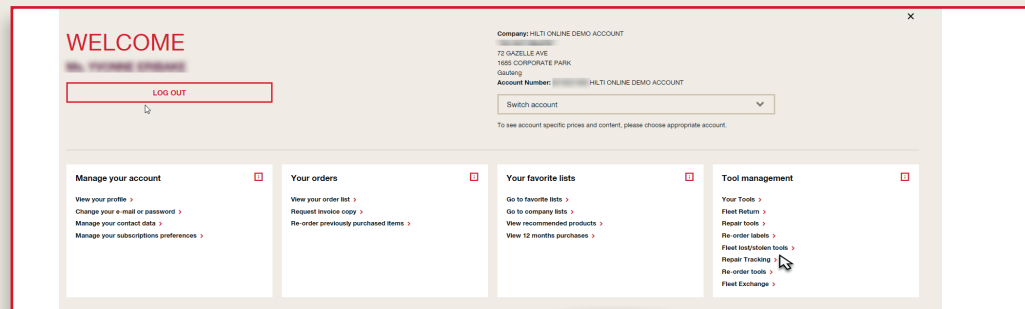 WELCOME
LOG OUT
Company: HILTI ONLINE DEMO ACCOUNT
72 GAZELLE AVE
1685 CORPORATE PARK
Gauteng
Account Number: HILTI ONLINE DEMO ACCOUNT
Switch account
To see account specific prices and content, please choose appropriate account.
Manage your account
View your profile >
Change your e-mail or password >
Manage your contact data >
Manage your subscriptions preferences >
Your orders
View your order list >
Request invoice copy >
Re-order previously purchased items >
Your favorite lists
Go to favorite lists >
Go to company lists >
View recommended products >
View 12 months purchases >
Tool management
Your Tools >
Fleet Return >
Repair tools >
Re-order labels >
Fleet lost/stolen tools >
Repair Tracking >
Re-order tools >
Fleet Exchange >